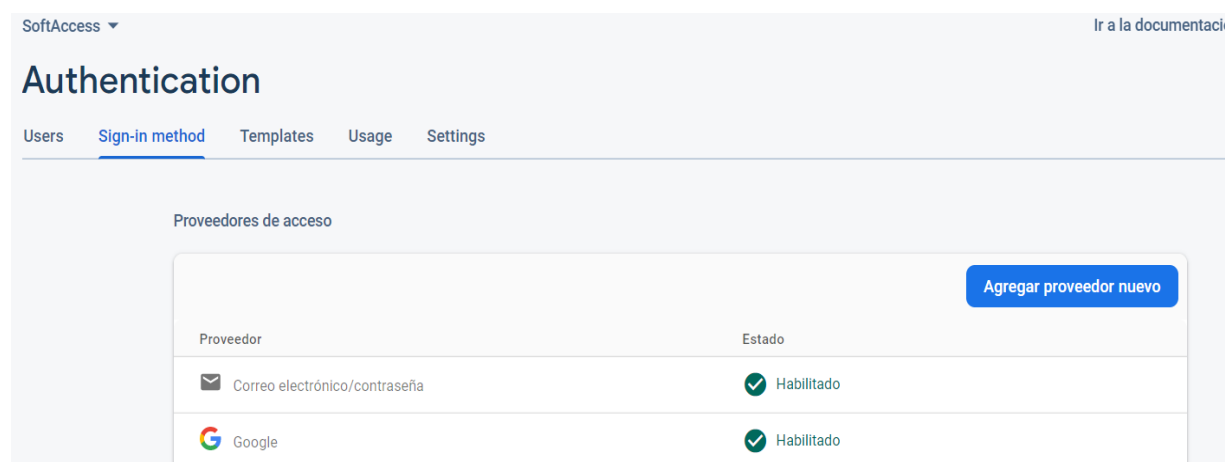 SoftAccess
Ir a la documentaci
Authentication
Users Sign-in method Templates Usage Settings
Proveedores de acceso
Agregar proveedor nuevo
Proveedor Estado
Correo electrónico/contraseña Habilitado
Google Habilitado